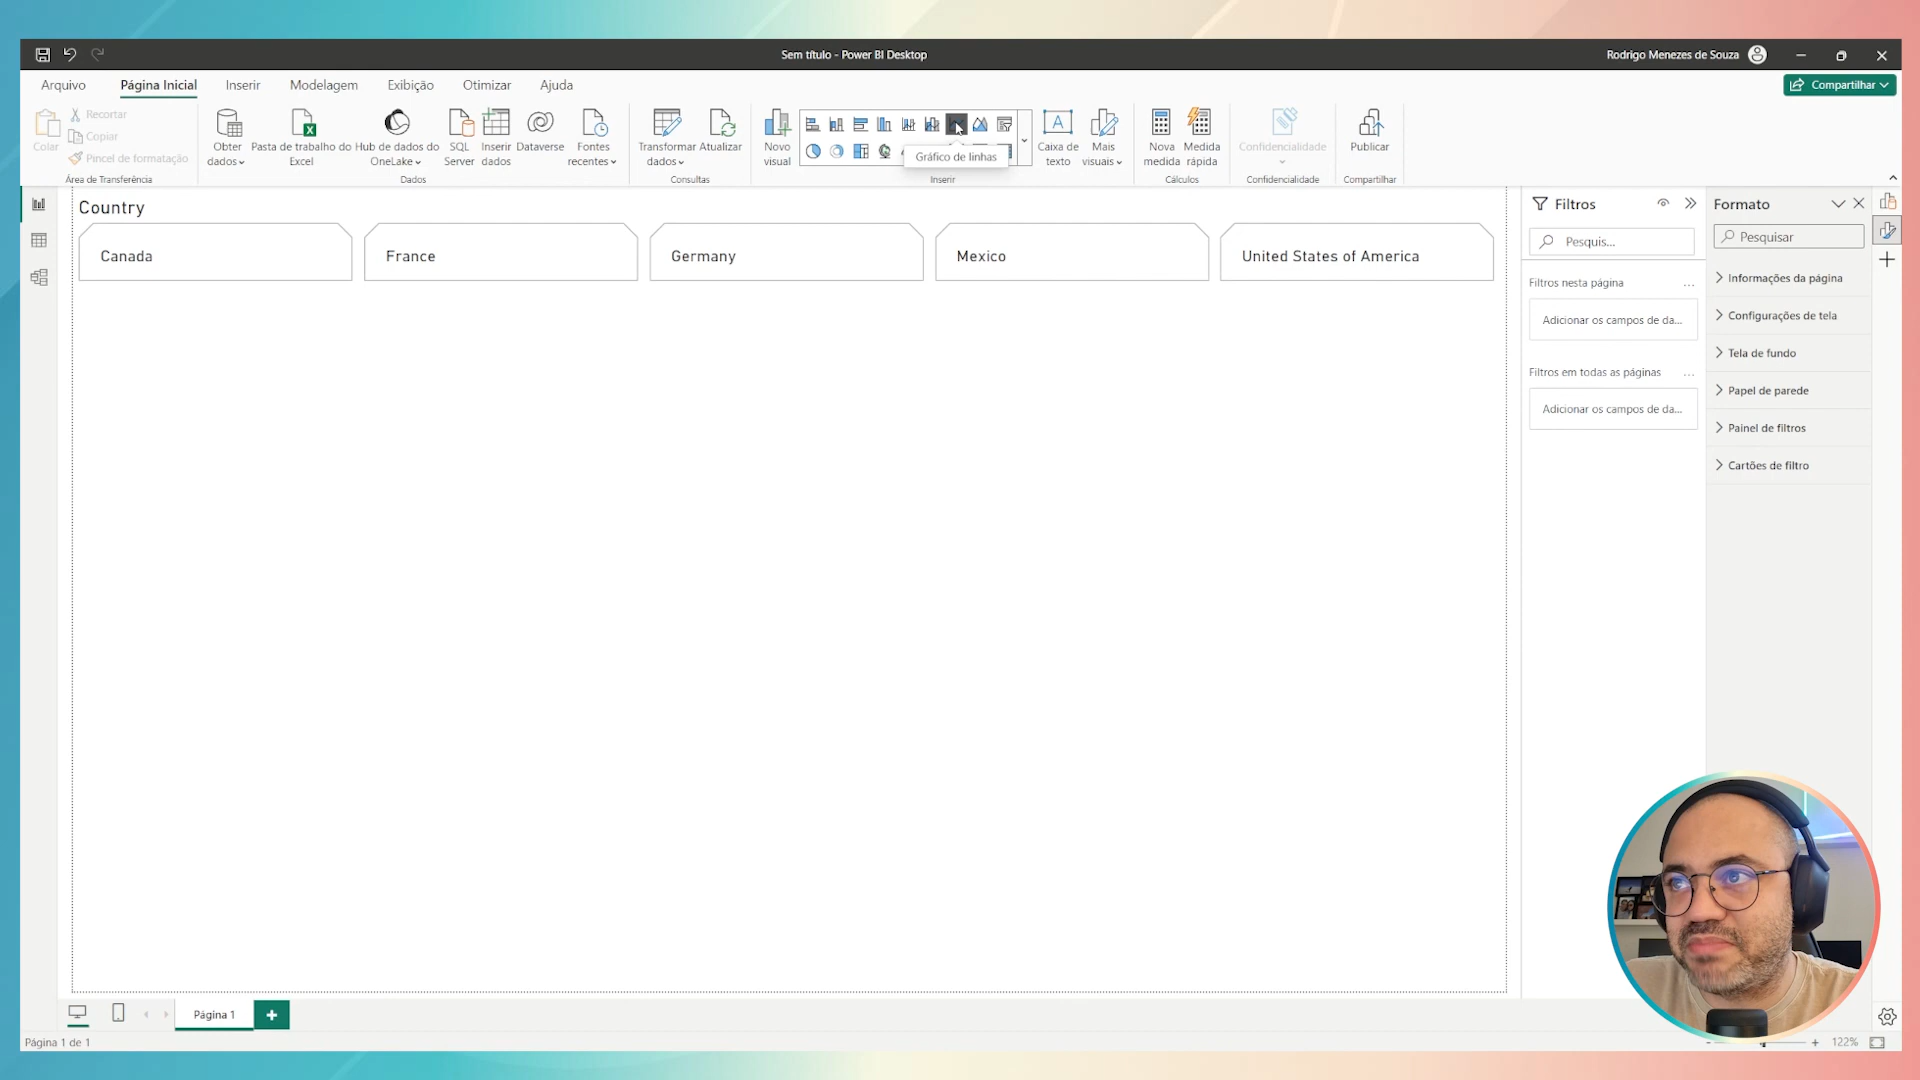 Sem título - Power BI Desktop
Rodrigo Menezes de Souza
Arquivo
Página Inicial
Inserir
Modelagem
Exibição
Otimizar
Ajuda
Compartilhar
Colar
Recortar
Copiar
Pincel de formatação
Área de Transferência
Obter dados
Pasta de trabalho do Excel
Hub de dados do OneLake
SQL Server
Inserir dados
Dataverse
Fontes recentes
Dados
Transformar dados
Atualizar
Consultas
Novo visual
Gráfico de linhas
Inserir
Caixa de texto
Mais visuais
Nova medida
Medida rápida
Cálculos
Confidencialidade
Confidencialidade
Publicar
Compartilhar
Country
Canada
France
Germany
Mexico
United States of America
Filtros
Pesquis...
Filtros nesta página
Adicionar os campos de da...
Filtros em todas as páginas
Adicionar os campos de da...
Formato
Pesquisar
Informações da página
Configurações de tela
Tela de fundo
Papel de parede
Painel de filtros
Cartões de filtro
Página 1
Página 1 de 1
122%